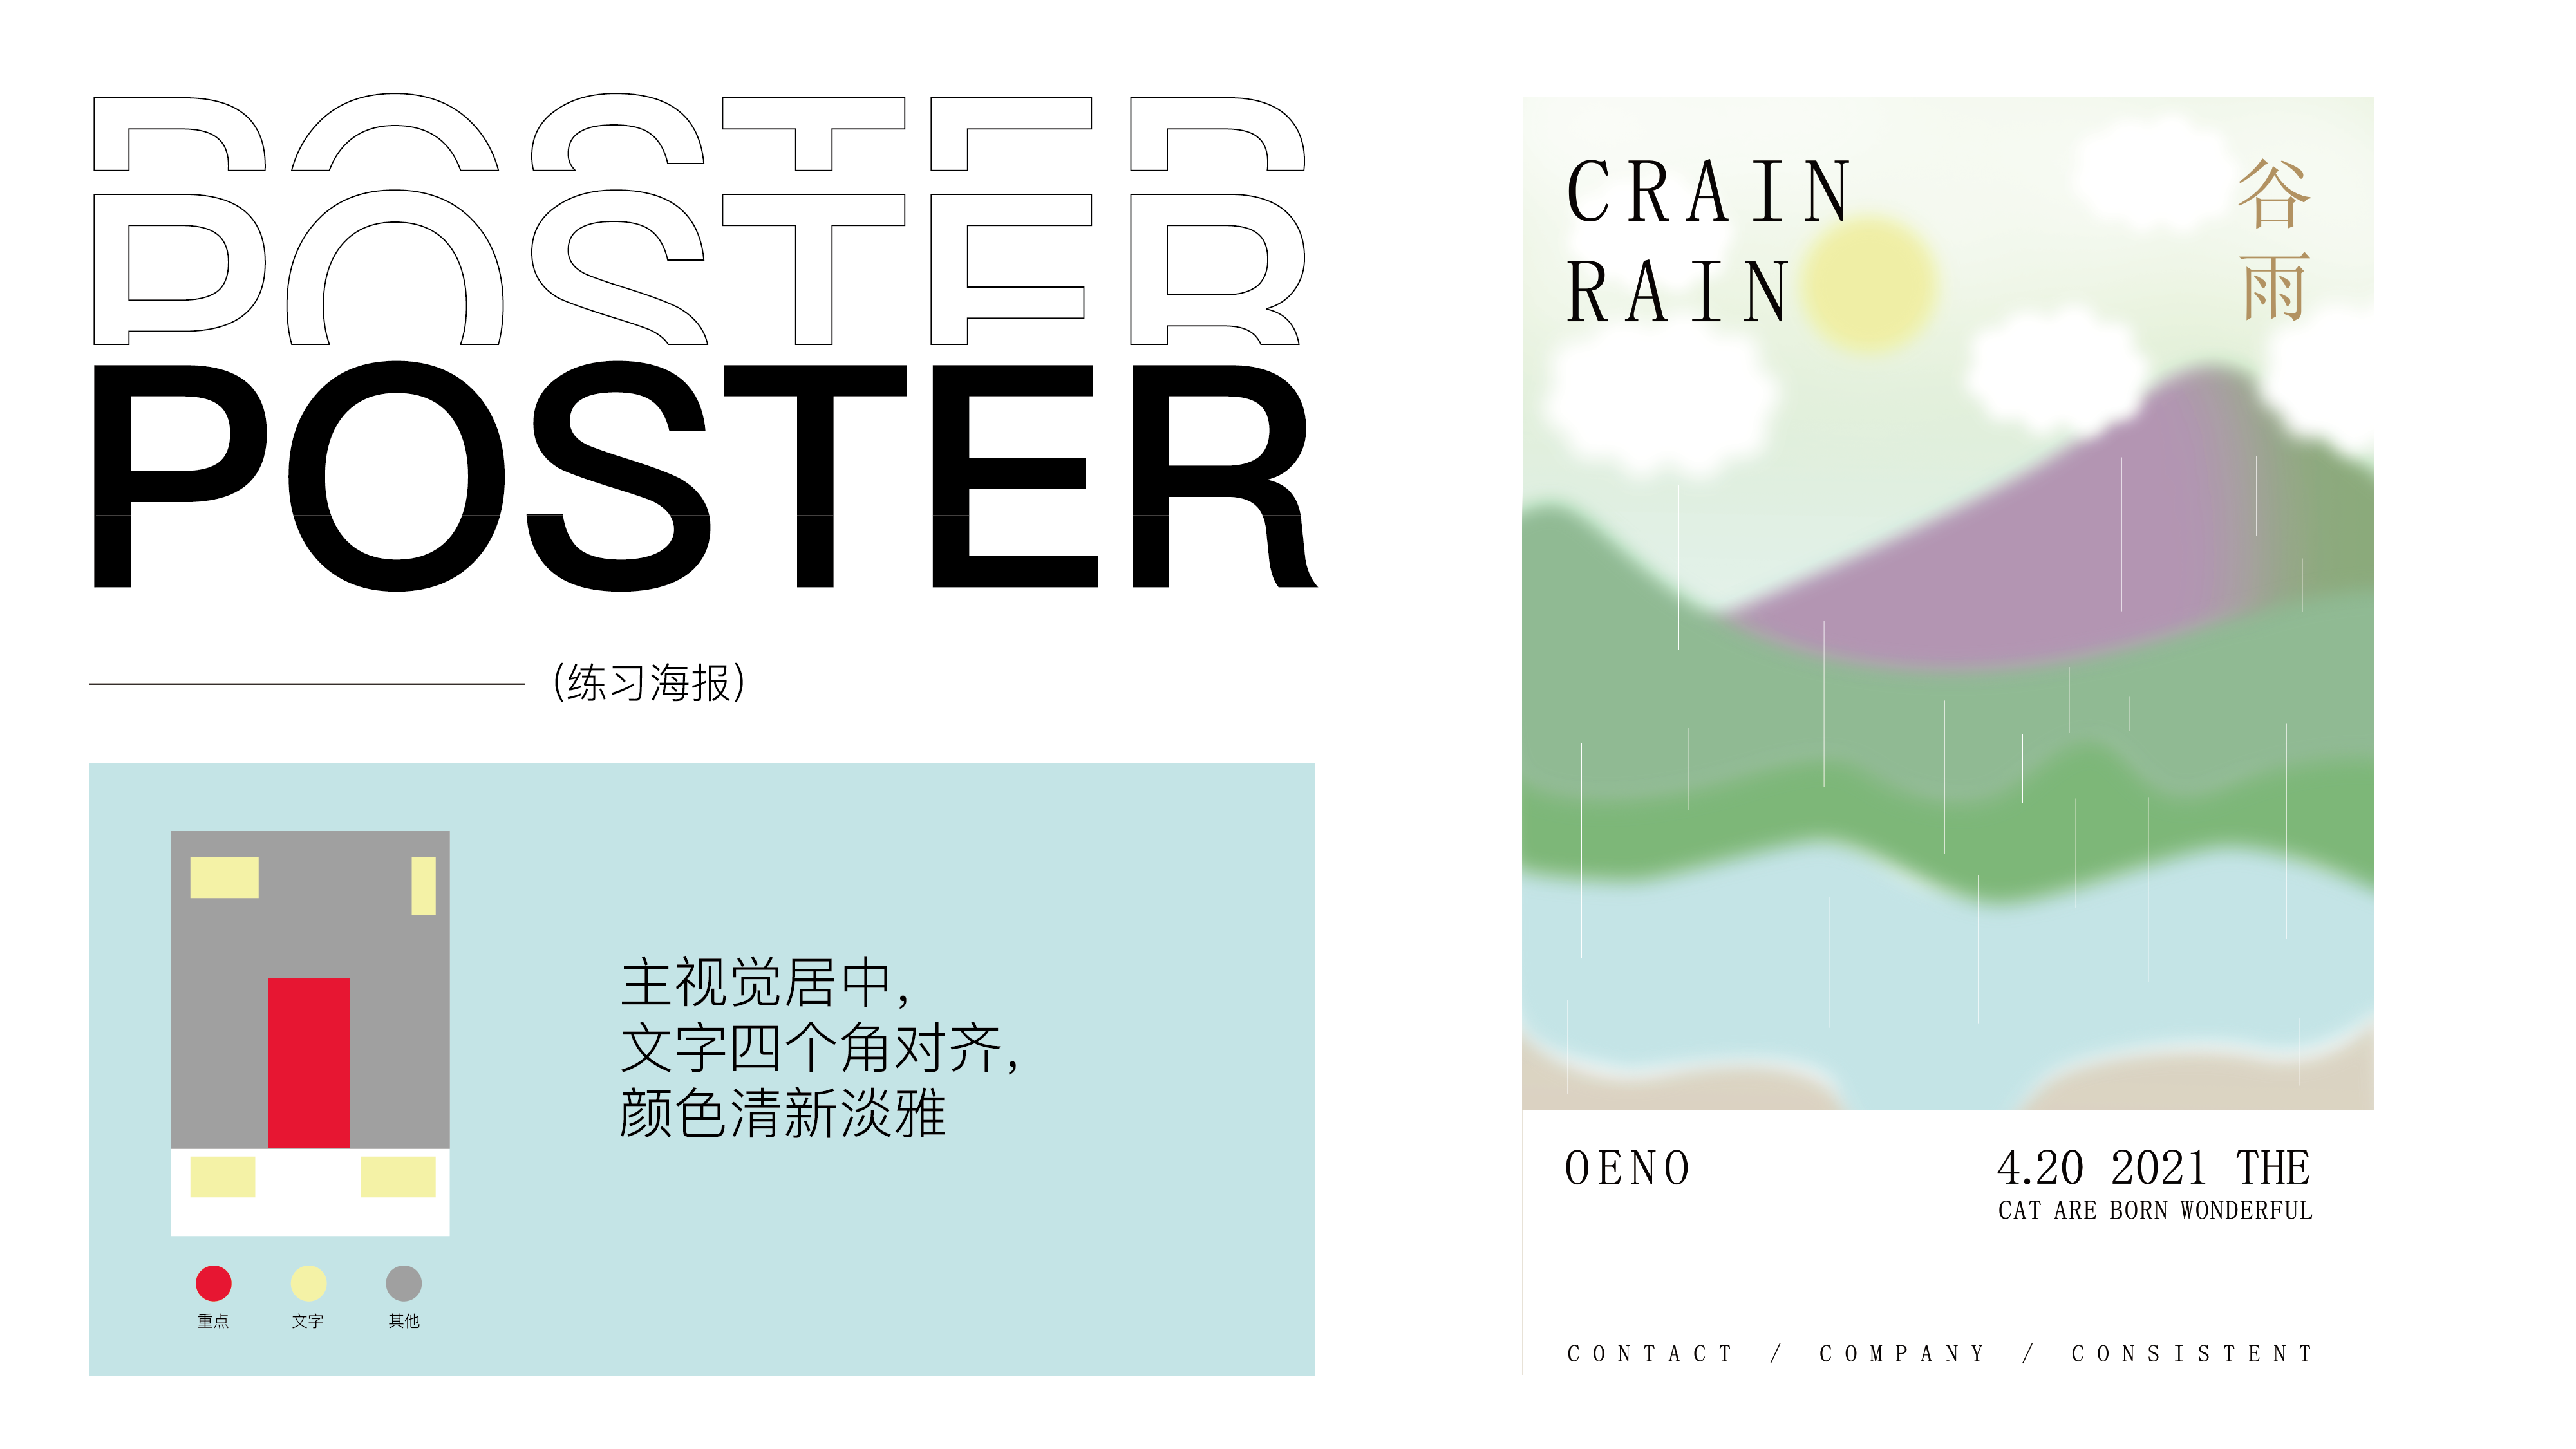 POSTER
POSTER
POSTER
(练习海报)
主视觉居中，
文字四个角对齐，
颜色清新淡雅
重点 文字 其他
CRAIN
RAIN
谷雨
OENO
4.20 2021 THE
CAT ARE BORN WONDERFUL
CONTACT / COMPANY / CONSISTENT